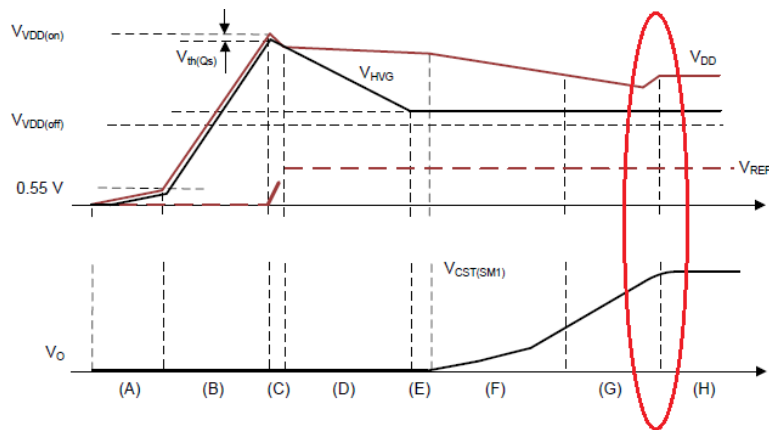 VVDD(on)
Vth(Qs)
VHVG
VDD
VVDD(off)
0.55 V
VREF
VCST(SM1)
VO
(A) (B) (C) (D) (E) (F) (G) (H)